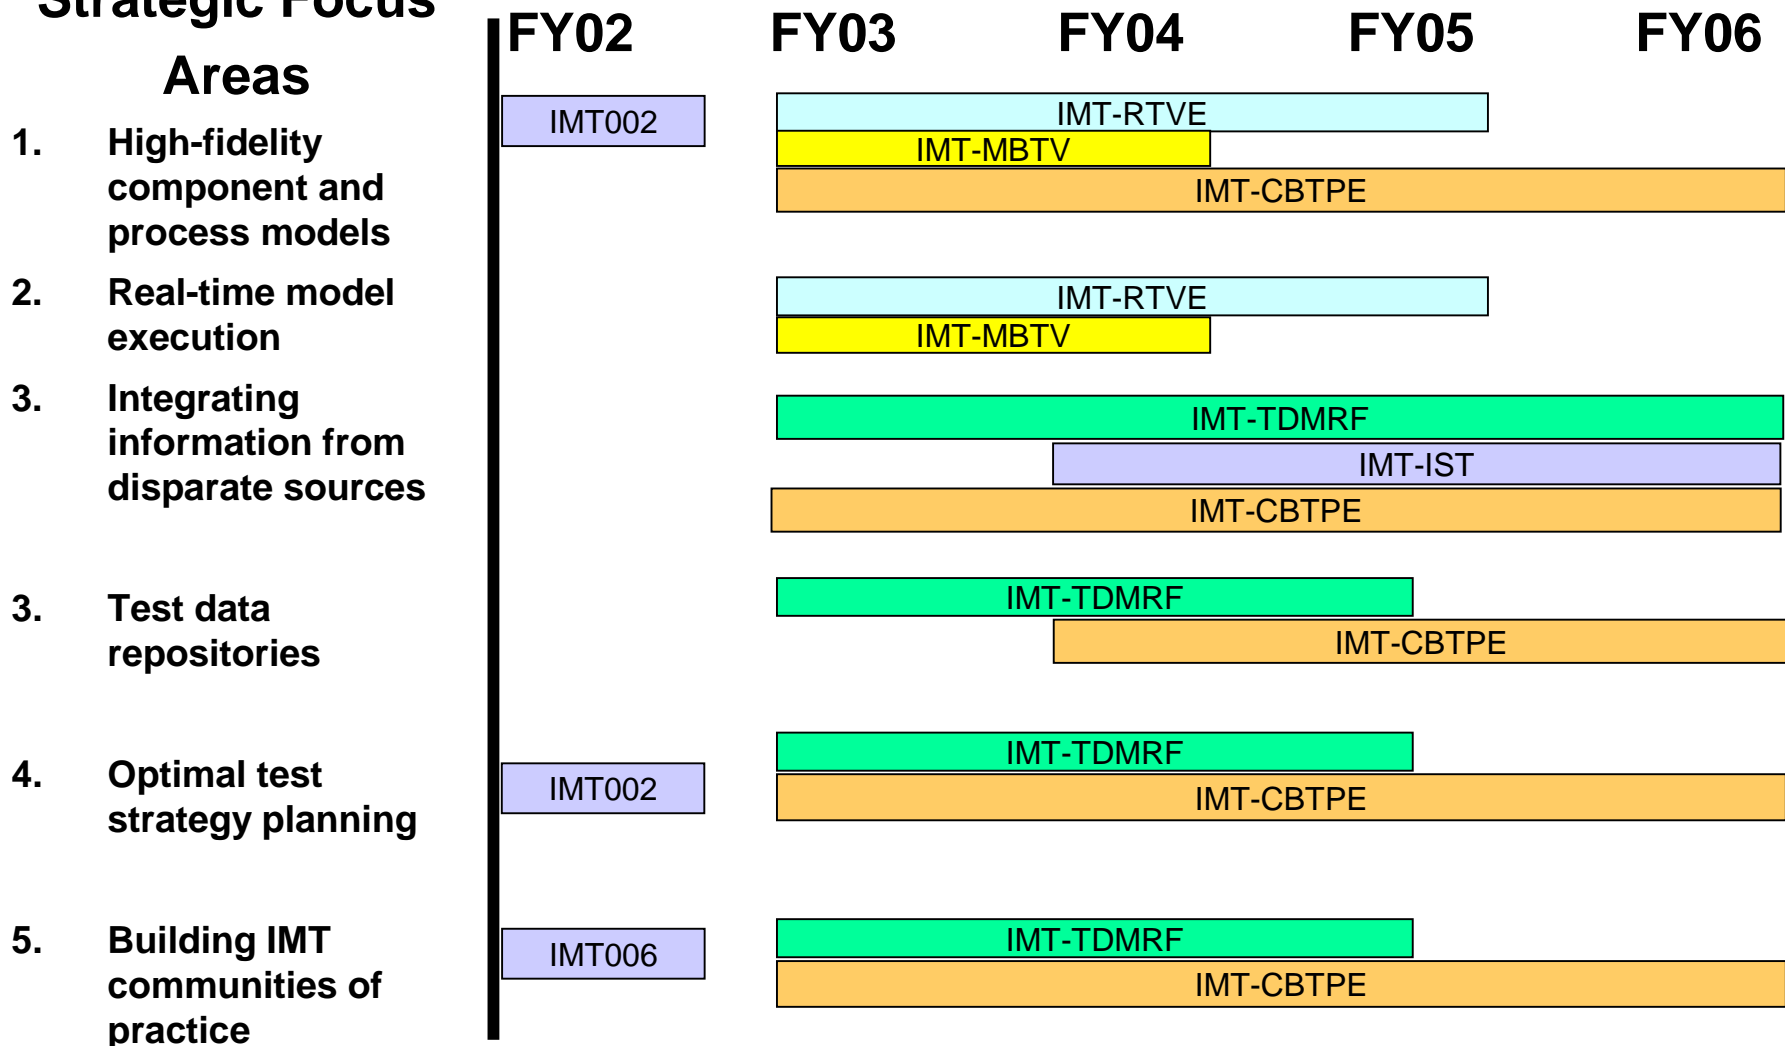 Strategic Focus
Areas
FY02 FY03 FY04 FY05 FY06
1. High-fidelity
component and
process models
IMT002
IMT-RTVE
IMT-MBTV
IMT-CBTPE
2. Real-time model
execution
IMT-RTVE
IMT-MBTV
3. Integrating
information from
disparate sources
IMT-TDMRF
IMT-IST
IMT-CBTPE
3. Test data
repositories
IMT-TDMRF
IMT-CBTPE
4. Optimal test
strategy planning
IMT002
IMT-TDMRF
IMT-CBTPE
5. Building IMT
communities of
practice
IMT006
IMT-TDMRF
IMT-CBTPE